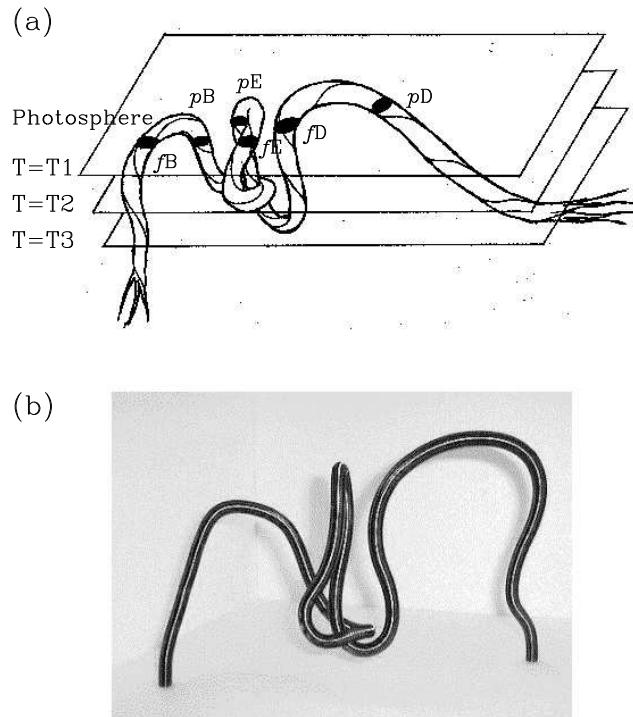 (a)
pE
pB
pD
Photosphere
fD
fB
fE
T=T1
T=T2
T=T3
(b)